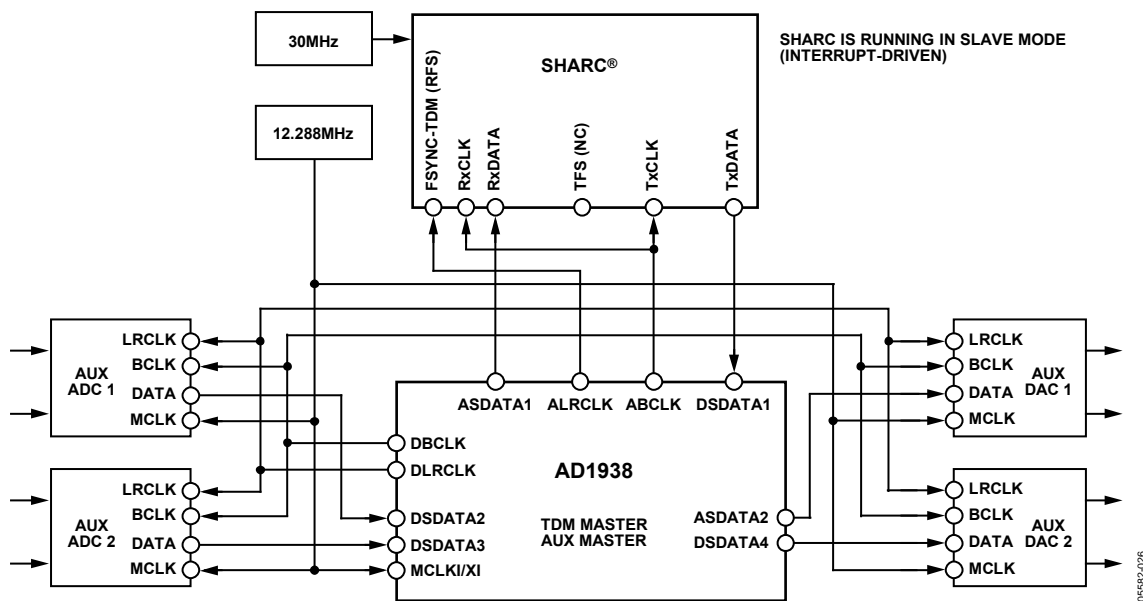 30MHz
SHARC®
SHARC IS RUNNING IN SLAVE MODE
(INTERRUPT-DRIVEN)
12.288MHz
FSYNC-TDM (RFS)
RxCLK
RxDATA
TFS (NC)
TxCLK
TxDATA
AUX
ADC 1
LRCLK
BCLK
DATA
MCLK
AUX
ADC 2
LRCLK
BCLK
DATA
MCLK
ASDATA1
ALRCLK
ABCLK
DSDATA1
DBCLK
DLRCLK
DSDATA2
DSDATA3
MCLKI/XI
AD1938
TDM MASTER
AUX MASTER
ASDATA2
DSDATA4
LRCLK
BCLK
DATA
MCLK
AUX
DAC 1
LRCLK
BCLK
DATA
MCLK
AUX
DAC 2
05582-026